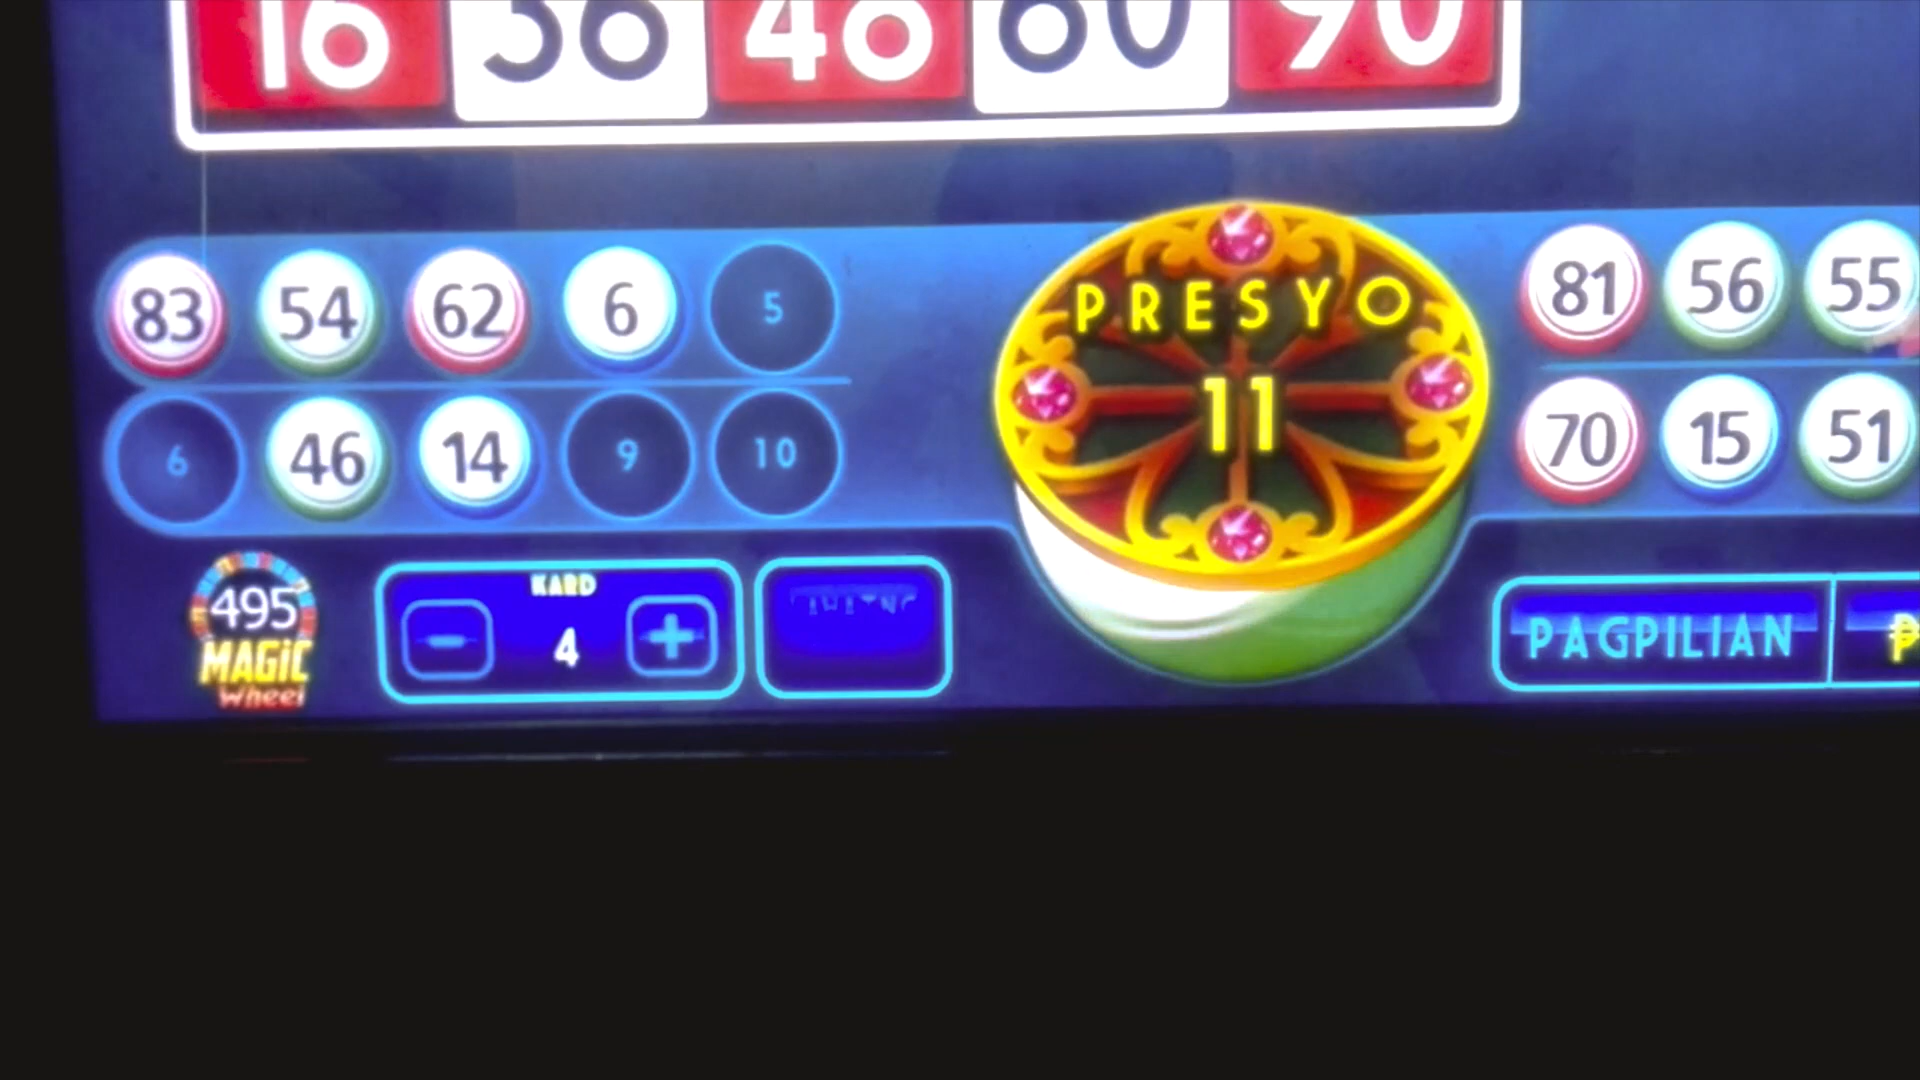 16 36 46 60 90
83 54 62 6 5
6 46 14 9 10
PRESYO
11
81 56 55
70 15 51
495
MAGiC
Wheel
KARD
- 4 +
PAGPILIAN
₱